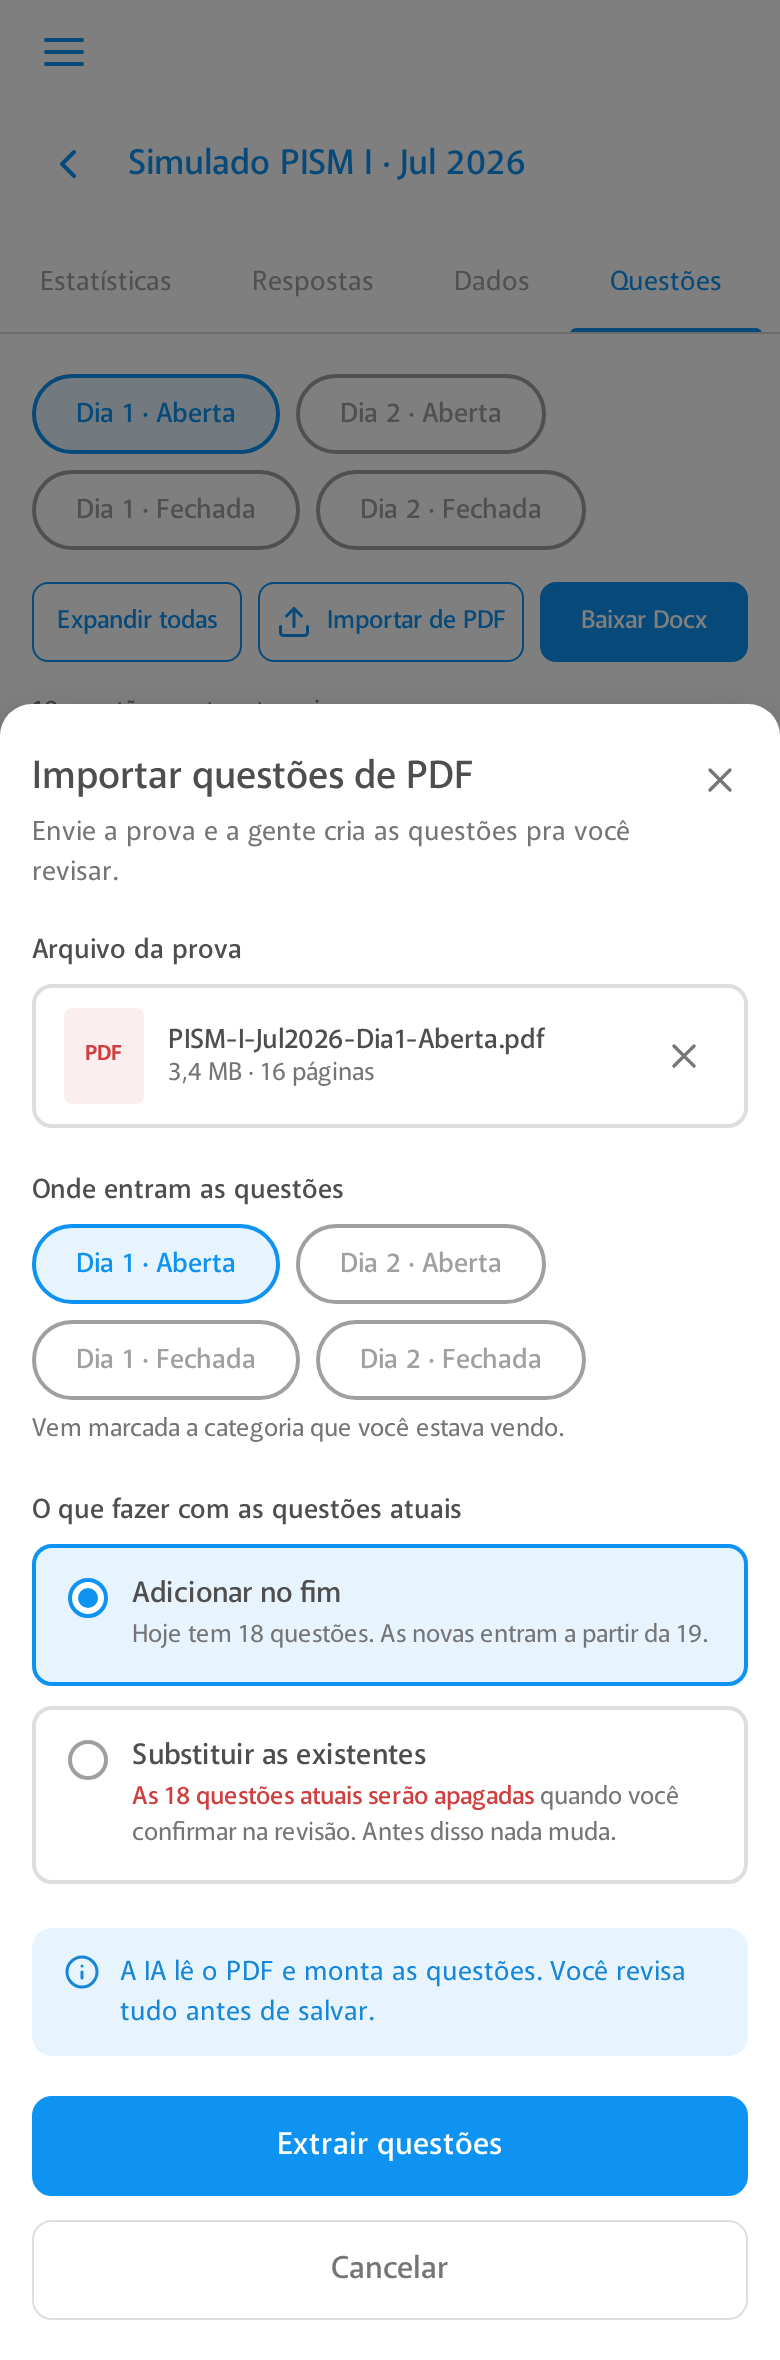 Simulado PISM I · Jul 2026
Estatísticas Respostas Dados Questões
Dia 1 · Aberta Dia 2 · Aberta
Dia 1 · Fechada Dia 2 · Fechada
Expandir todas Importar de PDF Baixar Docx
Importar questões de PDF
Envie a prova e a gente cria as questões pra você
revisar.
Arquivo da prova
PDF
PISM-I-Jul2026-Dia1-Aberta.pdf
3,4 MB · 16 páginas
Onde entram as questões
Dia 1 · Aberta Dia 2 · Aberta
Dia 1 · Fechada Dia 2 · Fechada
Vem marcada a categoria que você estava vendo.
O que fazer com as questões atuais
Adicionar no fim
Hoje tem 18 questões. As novas entram a partir da 19.
Substituir as existentes
As 18 questões atuais serão apagadas quando você
confirmar na revisão. Antes disso nada muda.
A IA lê o PDF e monta as questões. Você revisa
tudo antes de salvar.
Extrair questões
Cancelar